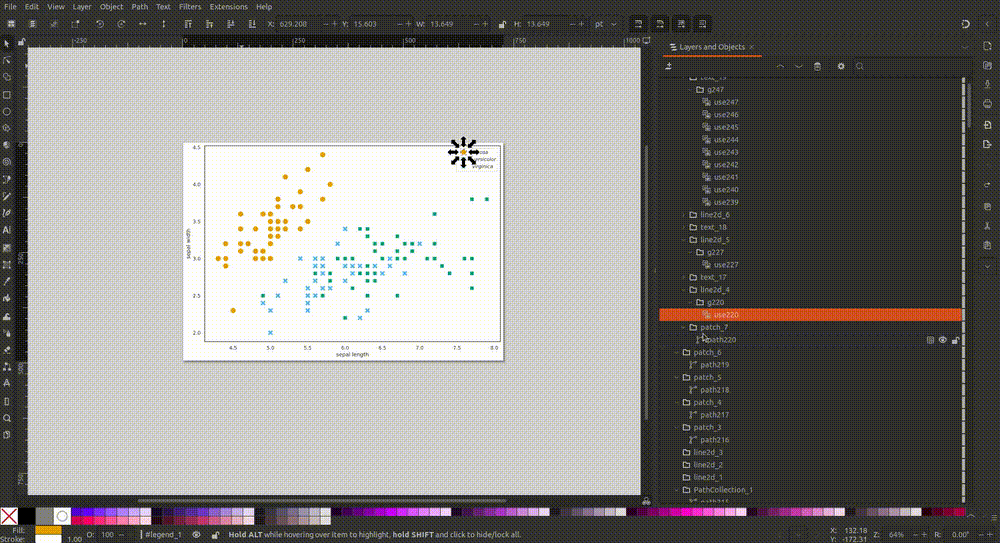 File Edit View Layer Object Path Text Filters Extensions Help
X: 629.208 Y: 15.603 W: 13.649 H: 13.649 pt
-250 0 250 500 750 1000
Layers and Objects
g247
use247
use246
use245
use244
use243
use242
use241
use240
use239
line2d_6
text_18
line2d_5
g227
use227
text_17
line2d_4
g220
use220
patch_7
path220
patch_6
path219
patch_5
path218
patch_4
path217
patch_3
path216
line2d_3
line2d_2
line2d_1
PathCollection_1
4.5
4.0
3.5
3.0
2.5
2.0
sepal width
virginica
4.5 5.0 5.5 6.0 6.5 7.0 7.5 8.0
sepal length
Fill: O: 100 #legend_1 Hold ALT while hovering over item to highlight, hold SHIFT and click to hide/lock all. X: 132.18 Z: 64% R: 0.00°
1.00 Y: -172.31